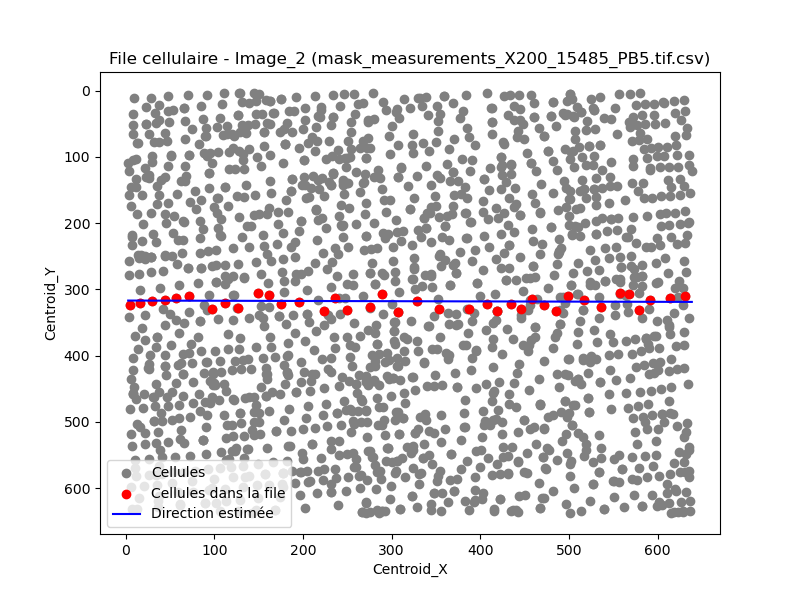 File cellulaire - Image_2 (mask_measurements_X200_15485_PB5.tif.csv)
0
100
200
300
400
500
600
Centroid_Y
Cellules
Cellules dans la file
Direction estimée
0 100 200 300 400 500 600
Centroid_X